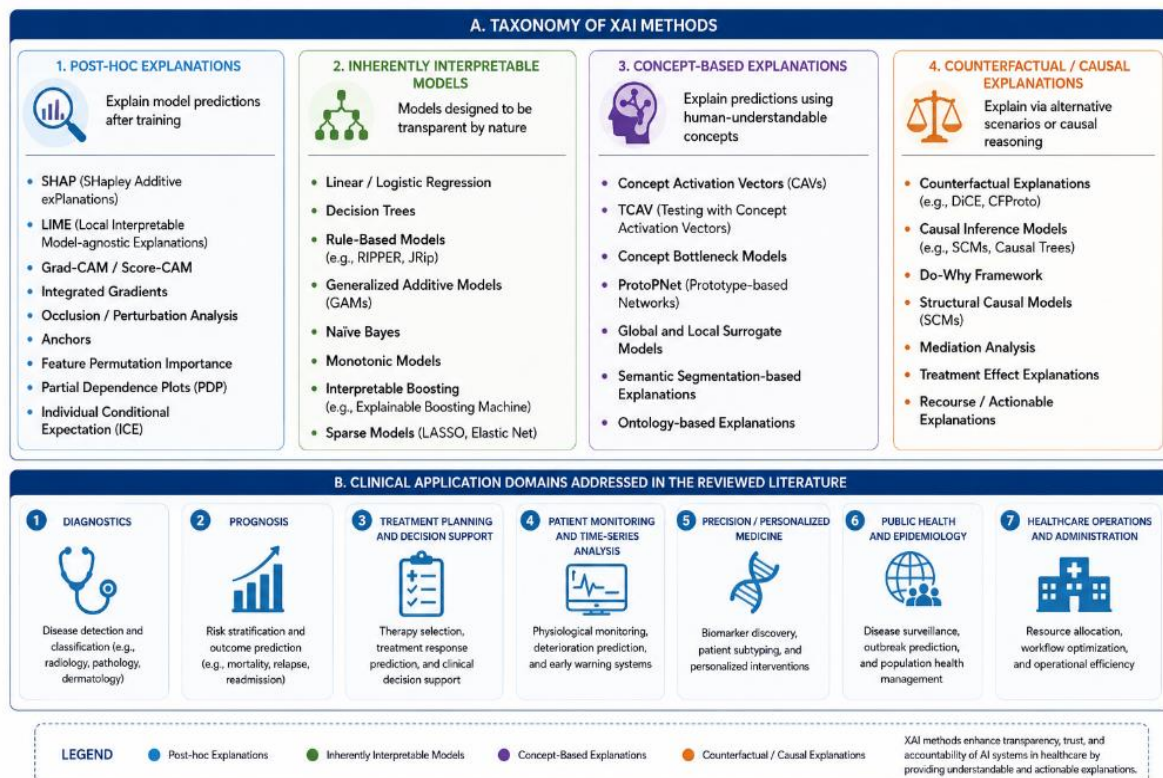 A. TAXONOMY OF XAI METHODS
1. POST-HOC EXPLANATIONS
Explain model predictions
after training
• SHAP (SHapley Additive
exPlanations)
• LIME (Local Interpretable
Model-agnostic Explanations)
• Grad-CAM / Score-CAM
• Integrated Gradients
• Occlusion / Perturbation Analysis
• Anchors
• Feature Permutation Importance
• Partial Dependence Plots (PDP)
• Individual Conditional
Expectation (ICE)
2. INHERENTLY INTERPRETABLE
MODELS
Models designed to be
transparent by nature
• Linear / Logistic Regression
• Decision Trees
• Rule-Based Models
(e.g., RIPPER, JRip)
• Generalized Additive Models
(GAMs)
• Naïve Bayes
• Monotonic Models
• Interpretable Boosting
(e.g., Explainable Boosting Machine)
• Sparse Models (LASSO, Elastic Net)
3. CONCEPT-BASED EXPLANATIONS
Explain predictions using
human-understandable
concepts
• Concept Activation Vectors (CAVs)
• TCAV (Testing with Concept
Activation Vectors)
• Concept Bottleneck Models
• ProtoPNet (Prototype-based
Networks)
• Global and Local Surrogate
Models
• Semantic Segmentation-based
Explanations
• Ontology-based Explanations
4. COUNTERFACTUAL / CAUSAL
EXPLANATIONS
Explain via alternative
scenarios or causal
reasoning
• Counterfactual Explanations
(e.g., DiCE, CFProto)
• Causal Inference Models
(e.g., SCMs, Causal Trees)
• Do-Why Framework
• Structural Causal Models
(SCMs)
• Mediation Analysis
• Treatment Effect Explanations
• Recourse / Actionable
Explanations
B. CLINICAL APPLICATION DOMAINS ADDRESSED IN THE REVIEWED LITERATURE
1 DIAGNOSTICS
Disease detection and
classification (e.g.,
radiology, pathology,
dermatology)
2 PROGNOSIS
Risk stratification and
outcome prediction
(e.g., mortality, relapse,
readmission)
3 TREATMENT PLANNING
AND DECISION SUPPORT
Therapy selection,
treatment response
prediction, and clinical
decision support
4 PATIENT MONITORING
AND TIME-SERIES
ANALYSIS
Physiological monitoring,
deterioration prediction,
and early warning systems
5 PRECISION / PERSONALIZED
MEDICINE
Biomarker discovery,
patient subtyping, and
personalized interventions
6 PUBLIC HEALTH
AND EPIDEMIOLOGY
Disease surveillance,
outbreak prediction,
and population health
management
7 HEALTHCARE OPERATIONS
AND ADMINISTRATION
Resource allocation,
workflow optimization,
and operational efficiency
LEGEND
Post-hoc Explanations
Inherently Interpretable Models
Concept-Based Explanations
Counterfactual / Causal Explanations
XAI methods enhance transparency, trust, and
accountability of AI systems in healthcare by
providing understandable and actionable explanations.